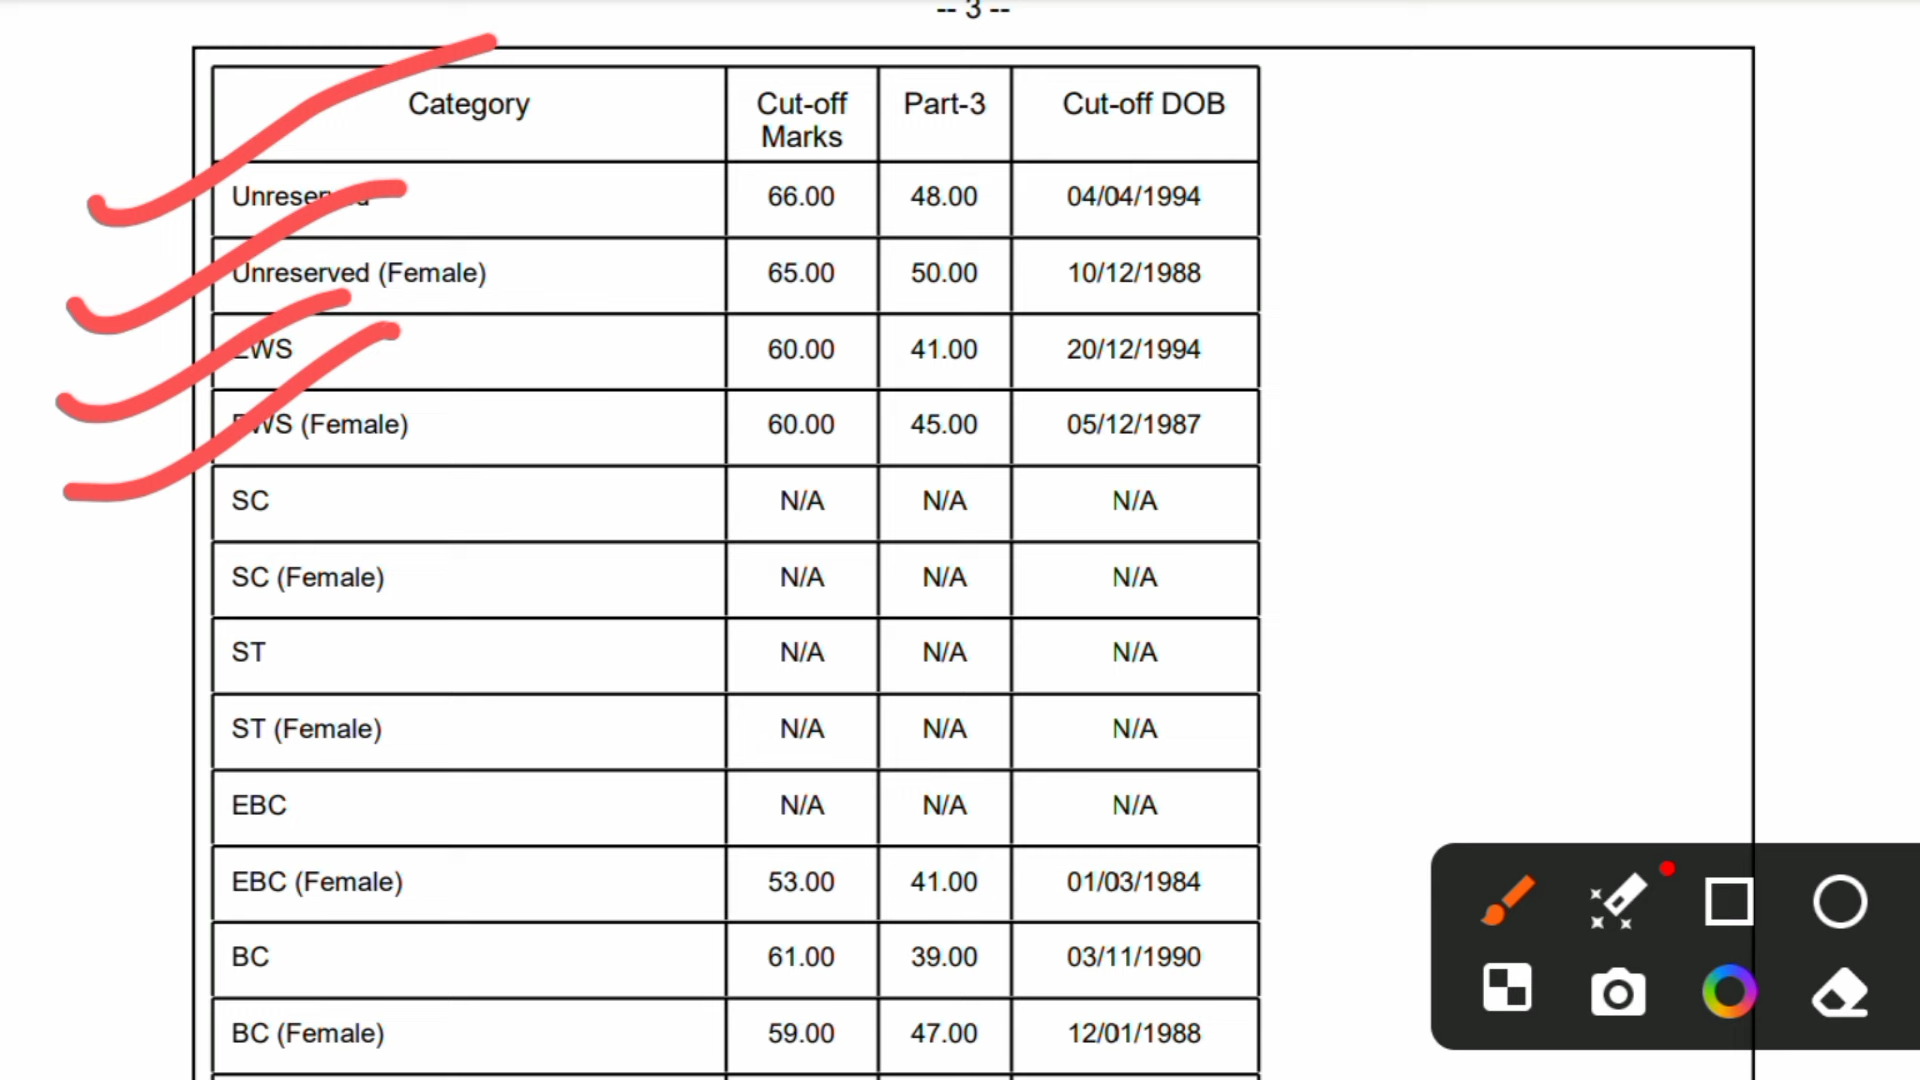 -- 3 --
Category Cut-off Marks Part-3 Cut-off DOB
Unreserved 66.00 48.00 04/04/1994
Unreserved (Female) 65.00 50.00 10/12/1988
EWS 60.00 41.00 20/12/1994
EWS (Female) 60.00 45.00 05/12/1987
SC N/A N/A N/A
SC (Female) N/A N/A N/A
ST N/A N/A N/A
ST (Female) N/A N/A N/A
EBC N/A N/A N/A
EBC (Female) 53.00 41.00 01/03/1984
BC 61.00 39.00 03/11/1990
BC (Female) 59.00 47.00 12/01/1988